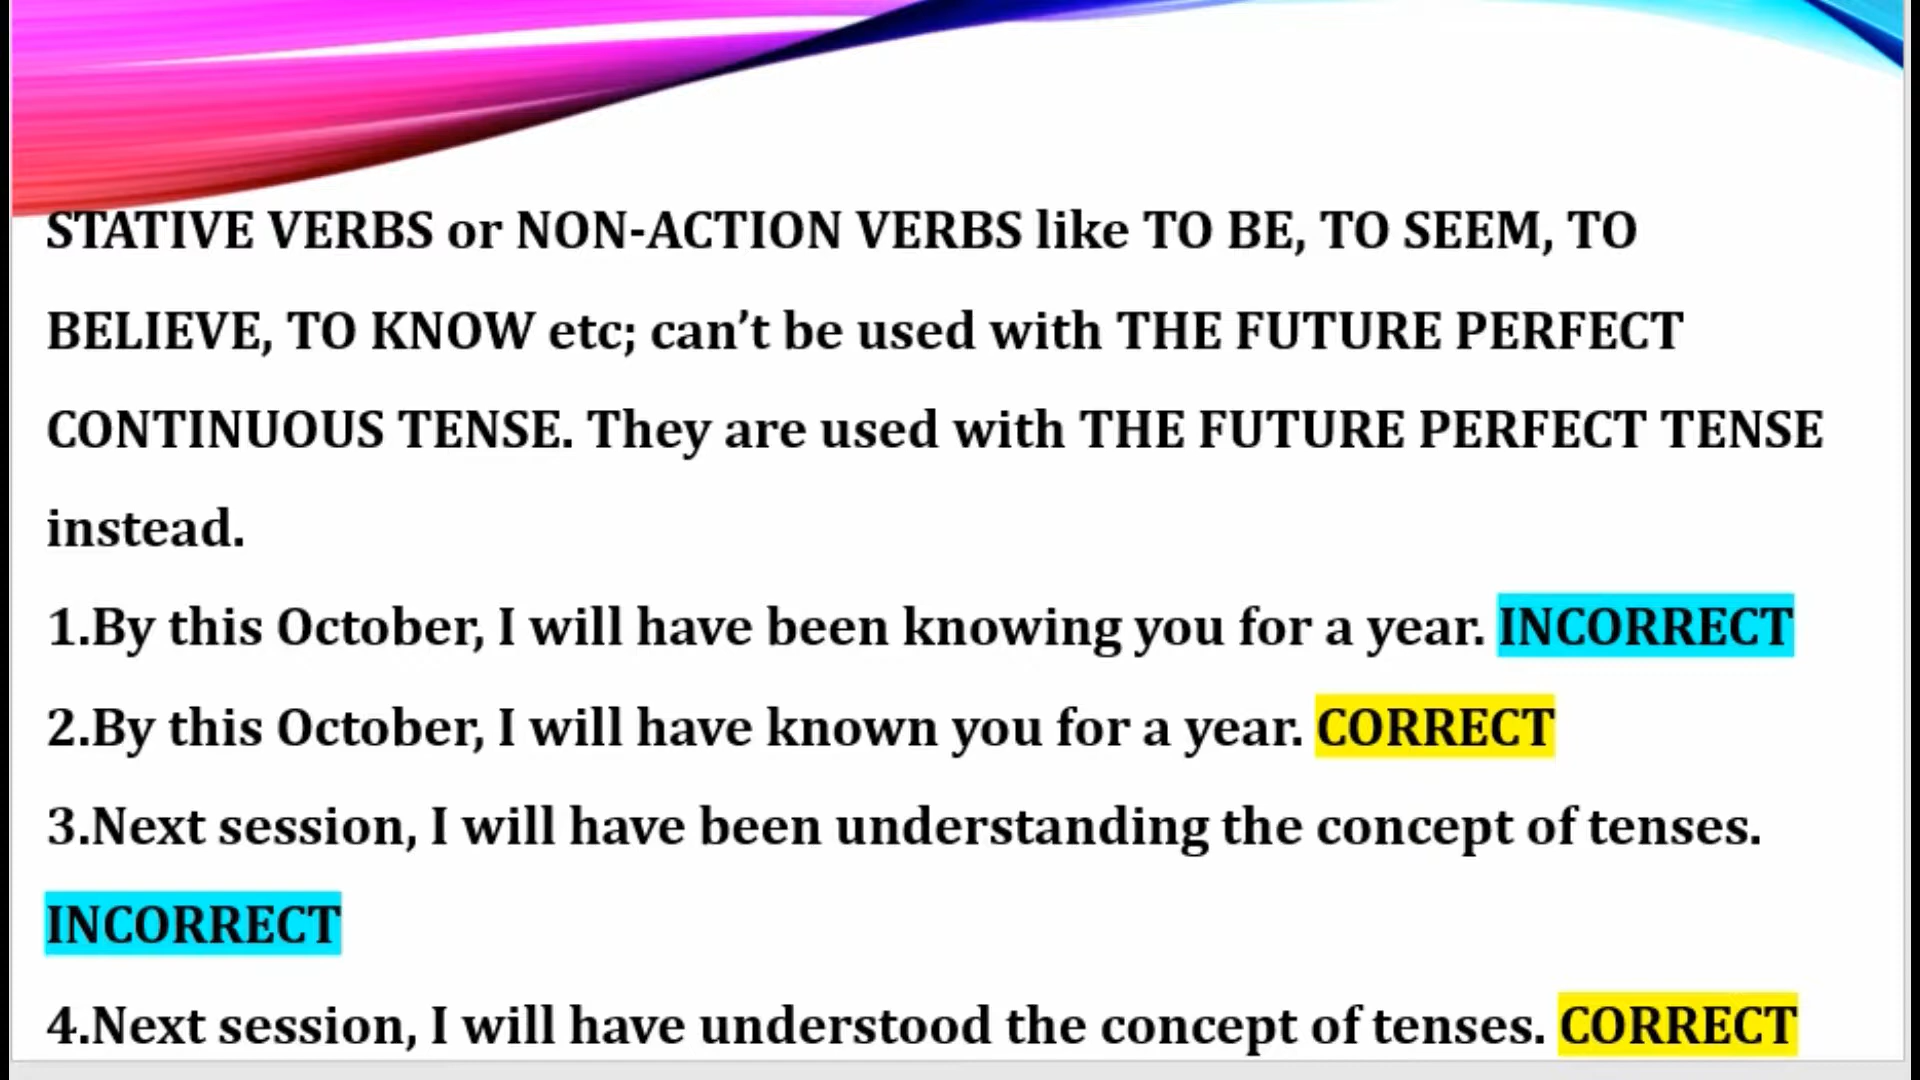 STATIVE VERBS or NON-ACTION VERBS like TO BE, TO SEEM, TO
BELIEVE, TO KNOW etc; can’t be used with THE FUTURE PERFECT
CONTINUOUS TENSE. They are used with THE FUTURE PERFECT TENSE
instead.
1.By this October, I will have been knowing you for a year. INCORRECT
2.By this October, I will have known you for a year. CORRECT
3.Next session, I will have been understanding the concept of tenses.
INCORRECT
4.Next session, I will have understood the concept of tenses. CORRECT